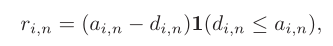 r_{i,n} = (a_{i,n} − d_{i,n})𝟏(d_{i,n} ≤ a_{i,n}),